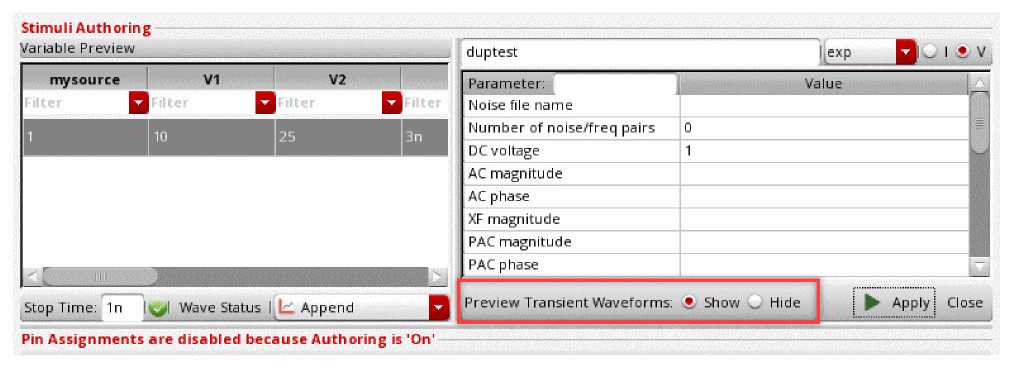 Stimuli Authoring
Variable Preview
mysource V1 V2
Filter Filter Filter Filter
1 10 25 3n
Stop Time: 1n Wave Status Append
duptest exp I V
Parameter: Value
Noise file name
Number of noise/freq pairs 0
DC voltage 1
AC magnitude
AC phase
XF magnitude
PAC magnitude
PAC phase
Preview Transient Waveforms: Show Hide Apply Close
Pin Assignments are disabled because Authoring is 'On'